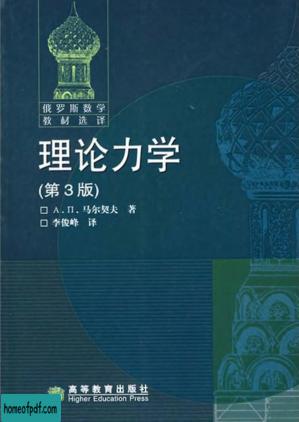 俄罗斯数学
教材选译
理论力学
(第3版)
□ А.П. 马尔契夫 著
□ 李俊峰 译
高等教育出版社
Higher Education Press
homeofpdf.com